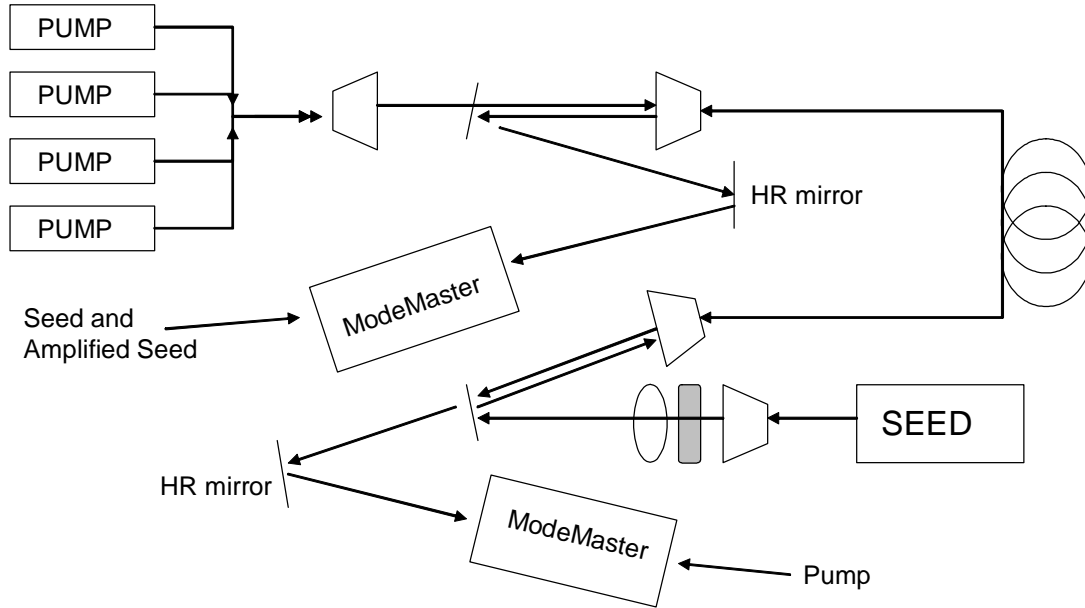 PUMP
PUMP
PUMP
PUMP
HR mirror
ModeMaster
Seed and
Amplified Seed
SEED
HR mirror
ModeMaster
Pump